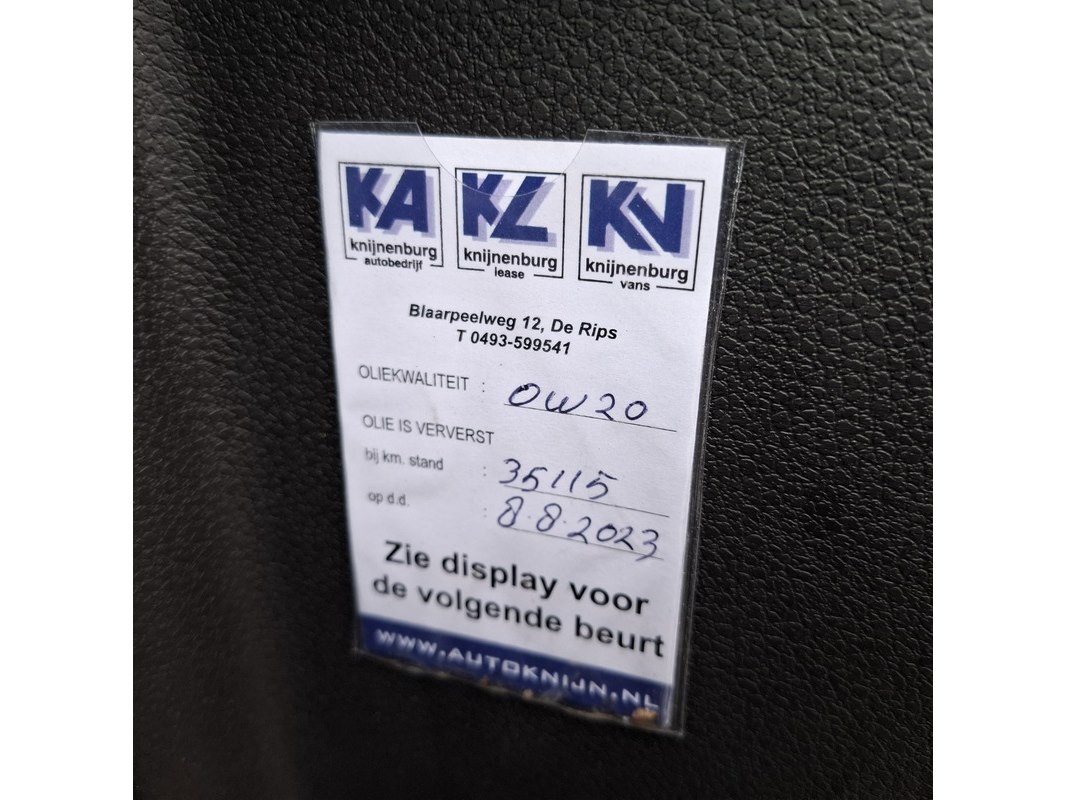 KA KL KV
knijnenburg autobedrijf
knijnenburg lease
knijnenburg vans
Blaarpeelweg 12, De Rips
T 0493-599541
OLIEKWALITEIT : 0W20
OLIE IS VERVERST
bij km. stand : 35115
op d.d. : 8.8.2023
Zie display voor
de volgende beurt
WWW.AUTOKNIJN.NL